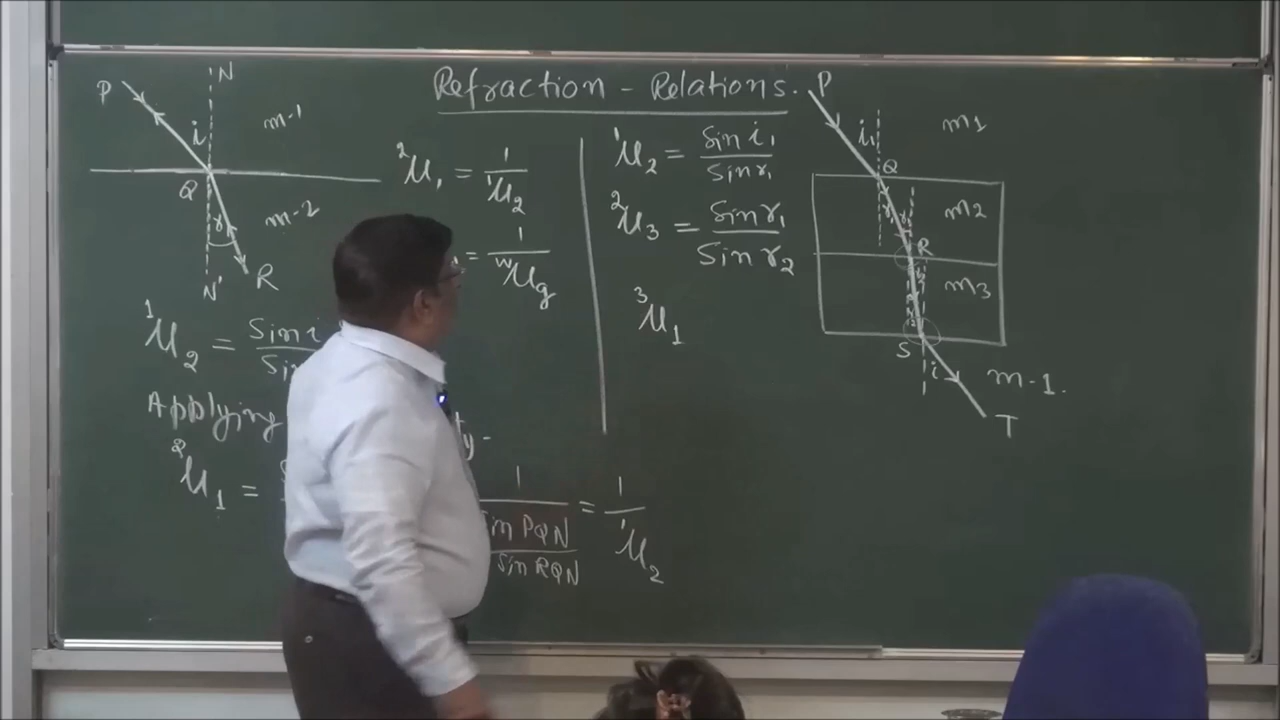 Refraction - Relations.
P
N
i
m-1
Q
m-2
r
R
N'
¹μ₂ = Sin i
Applying
²μ₁ =
1
Sin PQN
Sin RQN
= 1
¹μ₂
²μ₁ = 1
¹μ₂
= 1
ʷμg
¹μ₂ = Sin i₁
Sin r₁
²μ₃ = Sin r₁
Sin r₂
³μ₁
P
i₁
m1
Q
m2
R
m3
S
i
m-1.
T